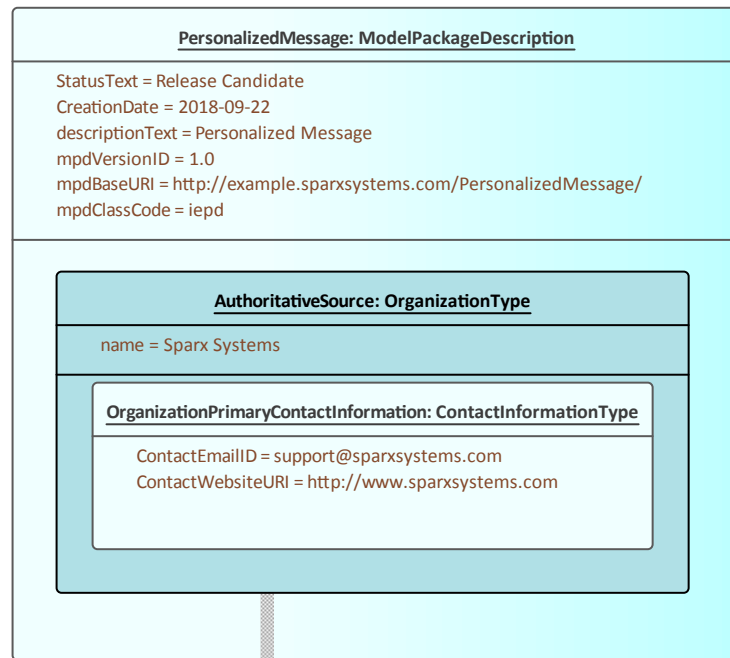 PersonalizedMessage: ModelPackageDescription
StatusText = Release Candidate
CreationDate = 2018-09-22
descriptionText = Personalized Message
mpdVersionID = 1.0
mpdBaseURI = http://example.sparxsystems.com/PersonalizedMessage/
mpdClassCode = iepd
AuthoritativeSource: OrganizationType
name = Sparx Systems
OrganizationPrimaryContactInformation: ContactInformationType
ContactEmailID = support@sparxsystems.com
ContactWebsiteURI = http://www.sparxsystems.com